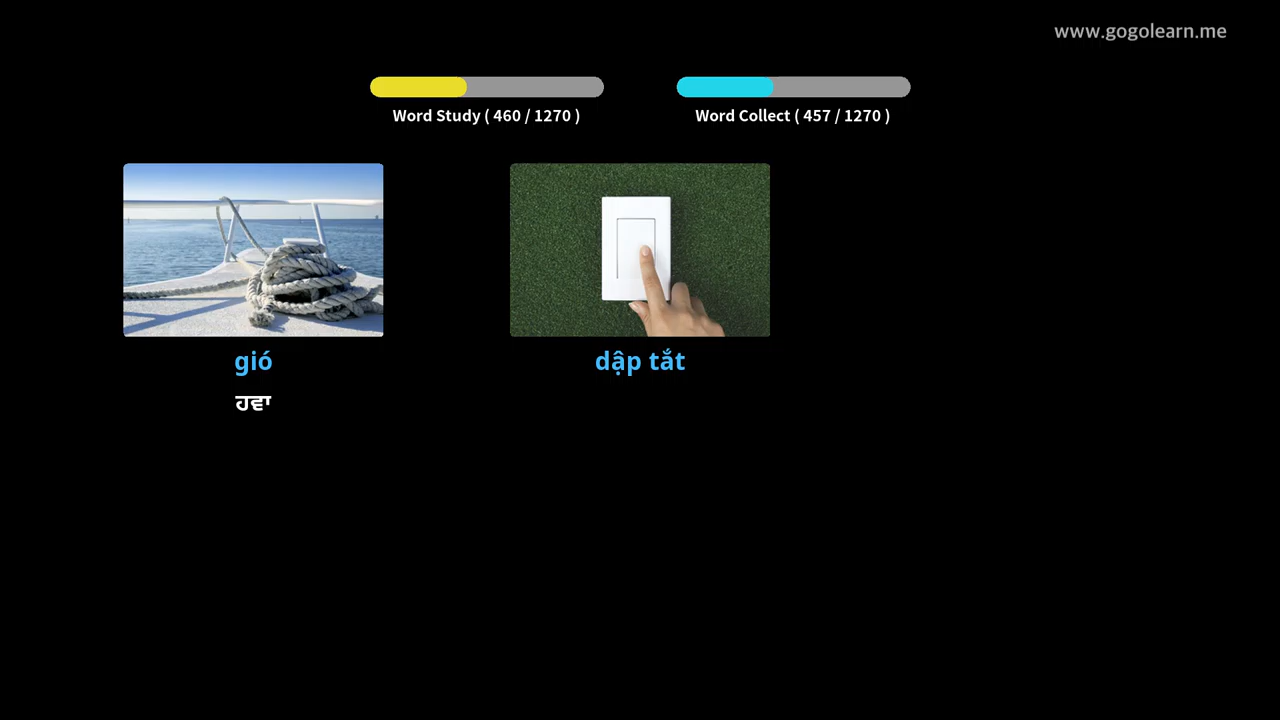 www.gogolearn.me
Word Study ( 460 / 1270 )
Word Collect ( 457 / 1270 )
gió
dập tắt
ਹਵਾ